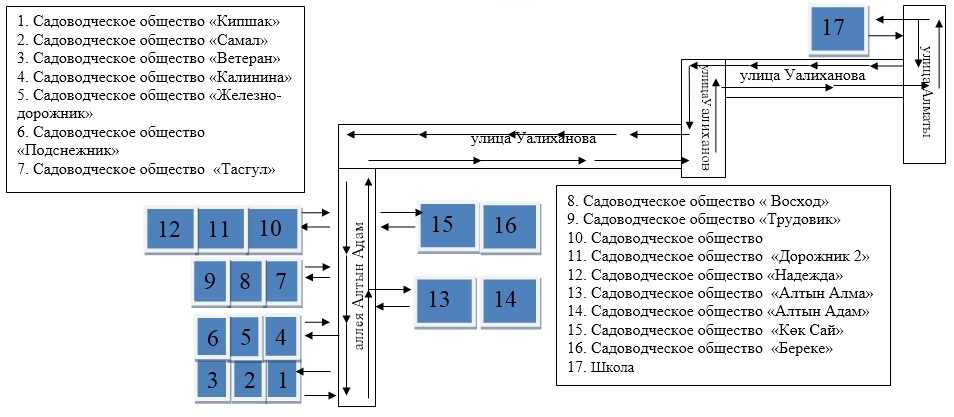 1. Садоводческое общество «Кипшак»
2. Садоводческое общество «Самал»
3. Садоводческое общество «Ветеран»
4. Садоводческое общество «Калинина»
5. Садоводческое общество «Железно-
дорожник»
6. Садоводческое общество
«Подснежник»
7. Садоводческое общество «Тасгул»
17
улица Алматы
улица Уалиханова
улицаУалиханов
улица Уалиханова
аллея Алтын Адам
12 11 10
15 16
9 8 7
13 14
6 5 4
3 2 1
8. Садоводческое общество « Восход»
9. Садоводческое общество «Трудовик»
10. Садоводческое общество
11. Садоводческое общество «Дорожник 2»
12. Садоводческое общество «Надежда»
13. Садоводческое общество «Алтын Алма»
14. Садоводческое общество «Алтын Адам»
15. Садоводческое общество «Көк Сай»
16. Садоводческое общество «Береке»
17. Школа